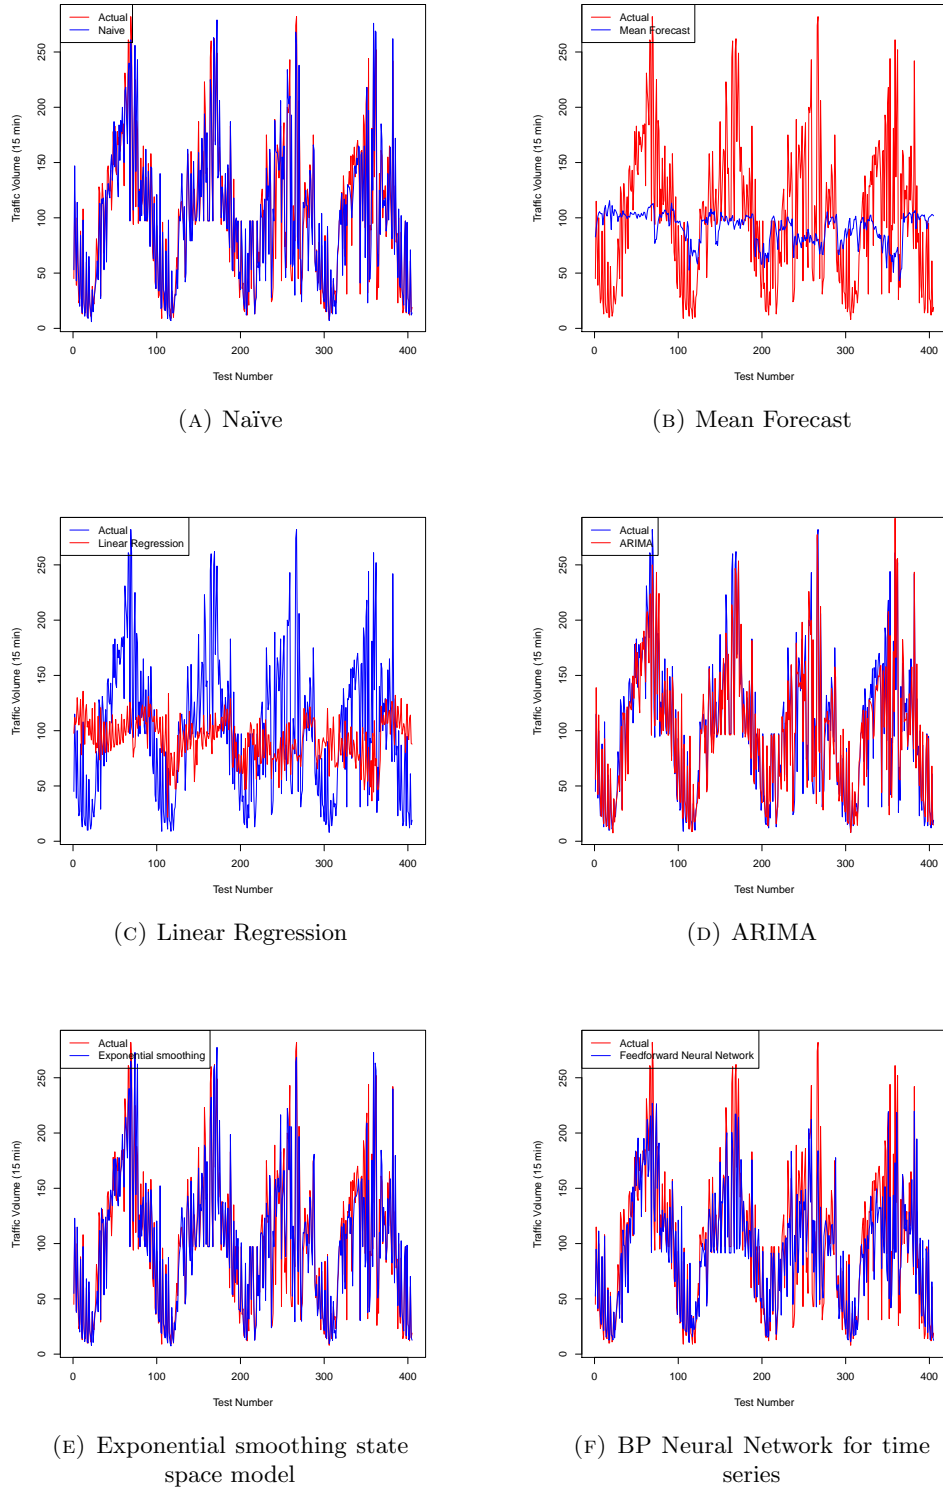 Actual
Naive
Traffic Volume (15 min)
0
50
100
150
200
250
0
100
200
300
400
Test Number
(A) Naïve
Actual
Mean Forecast
Traffic Volume (15 min)
0
50
100
150
200
250
0
100
200
300
400
Test Number
(B) Mean Forecast
Actual
Linear Regression
Traffic Volume (15 min)
0
50
100
150
200
250
0
100
200
300
400
Test Number
(C) Linear Regression
Actual
ARIMA
Traffic Volume (15 min)
0
50
100
150
200
250
0
100
200
300
400
Test Number
(D) ARIMA
Actual
Exponential smoothing
Traffic Volume (15 min)
0
50
100
150
200
250
0
100
200
300
400
Test Number
(E) Exponential smoothing state
space model
Actual
Feedforward Neural Network
Traffic Volume (15 min)
0
50
100
150
200
250
0
100
200
300
400
Test Number
(F) BP Neural Network for time
series